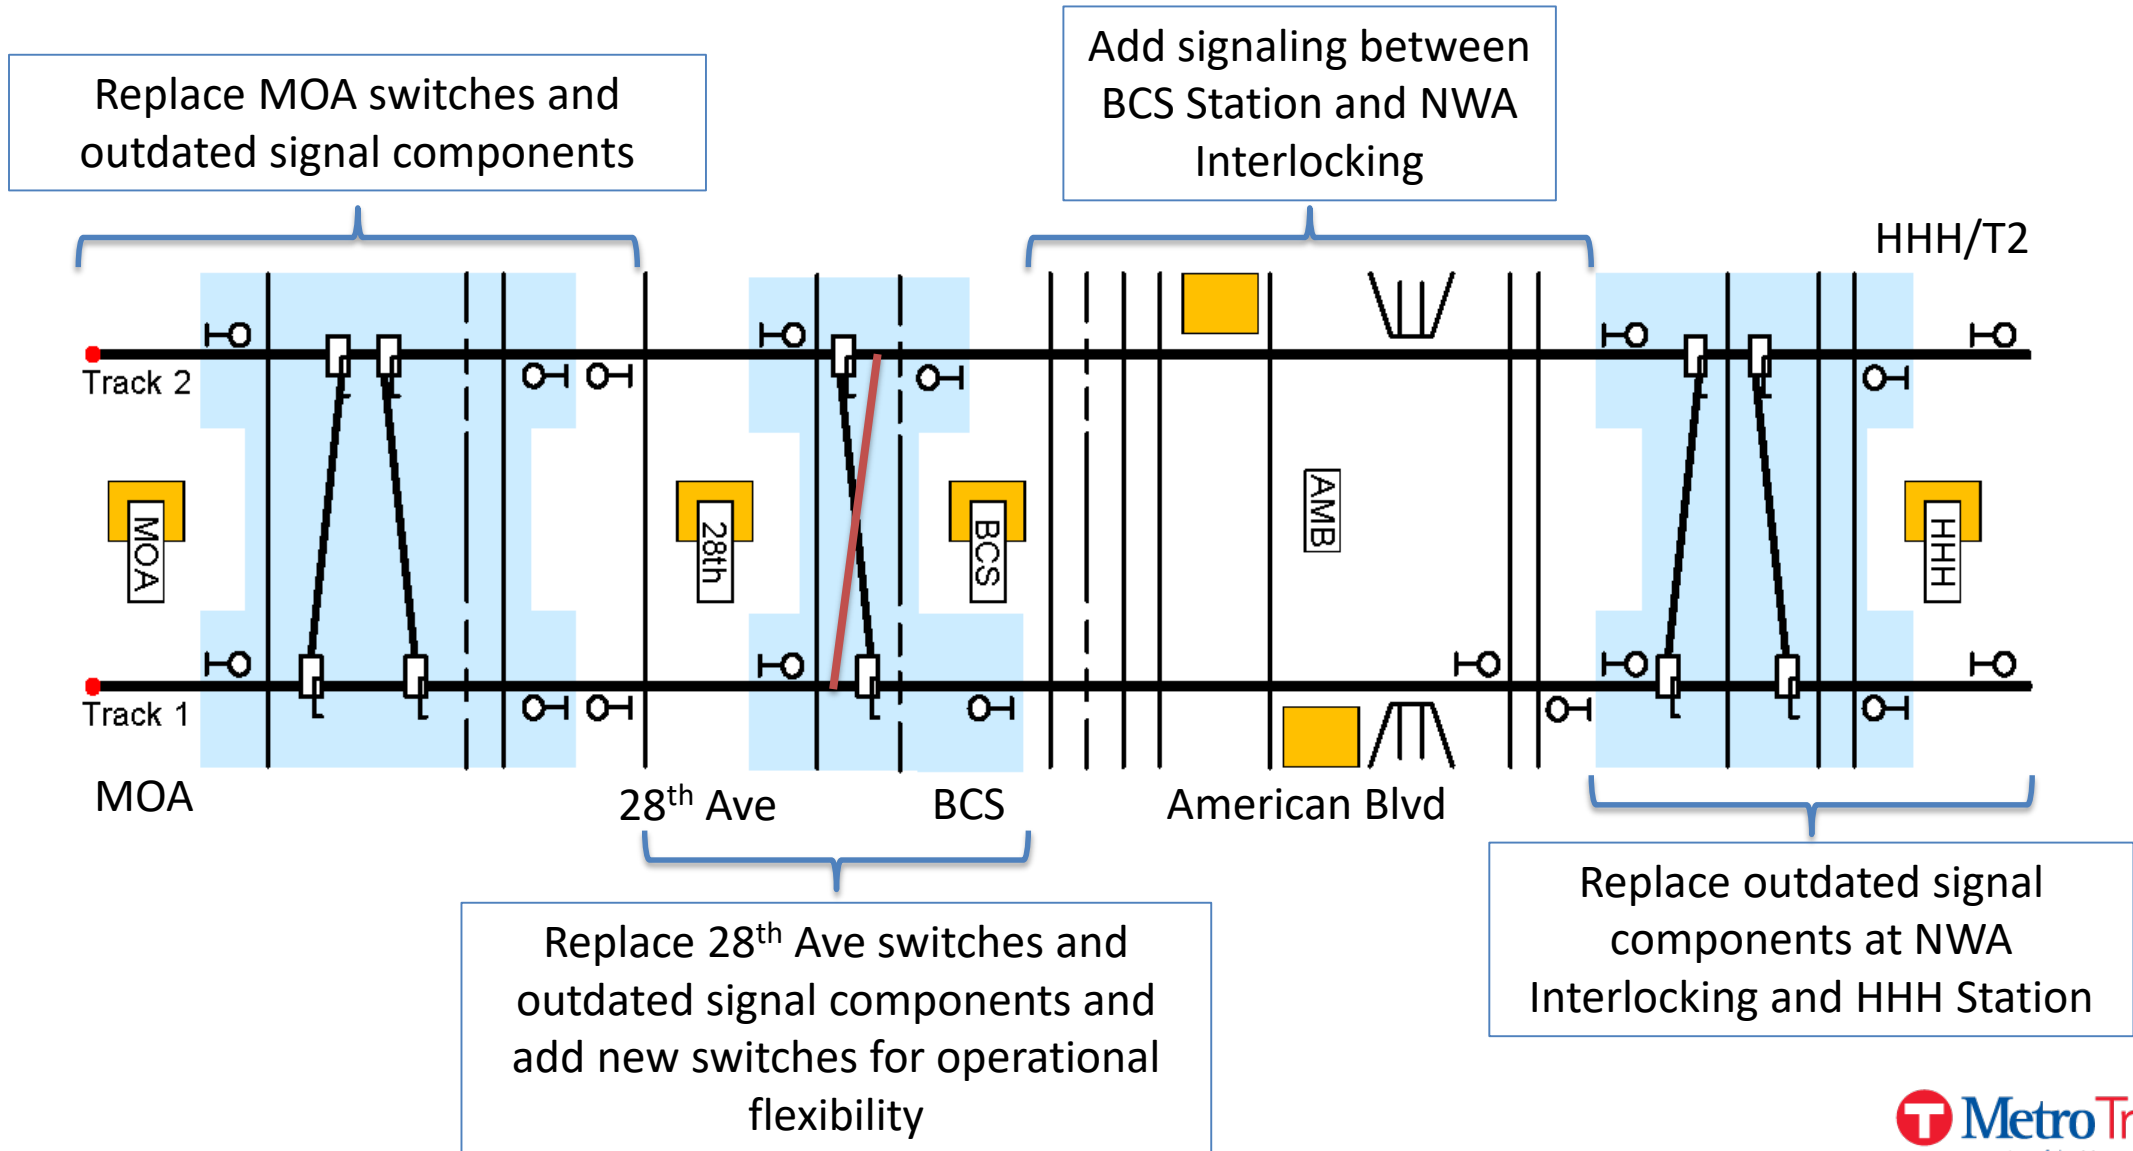 Add signaling between
BCS Station and NWA
Interlocking
Replace MOA switches and
outdated signal components
HHH/T2
Track 2
MOA
28th
BCS
AMB
HHH
Track 1
MOA
28th Ave
BCS
American Blvd
Replace 28th Ave switches and
outdated signal components and
add new switches for operational
flexibility
Replace outdated signal
components at NWA
Interlocking and HHH Station
T Metro Tr